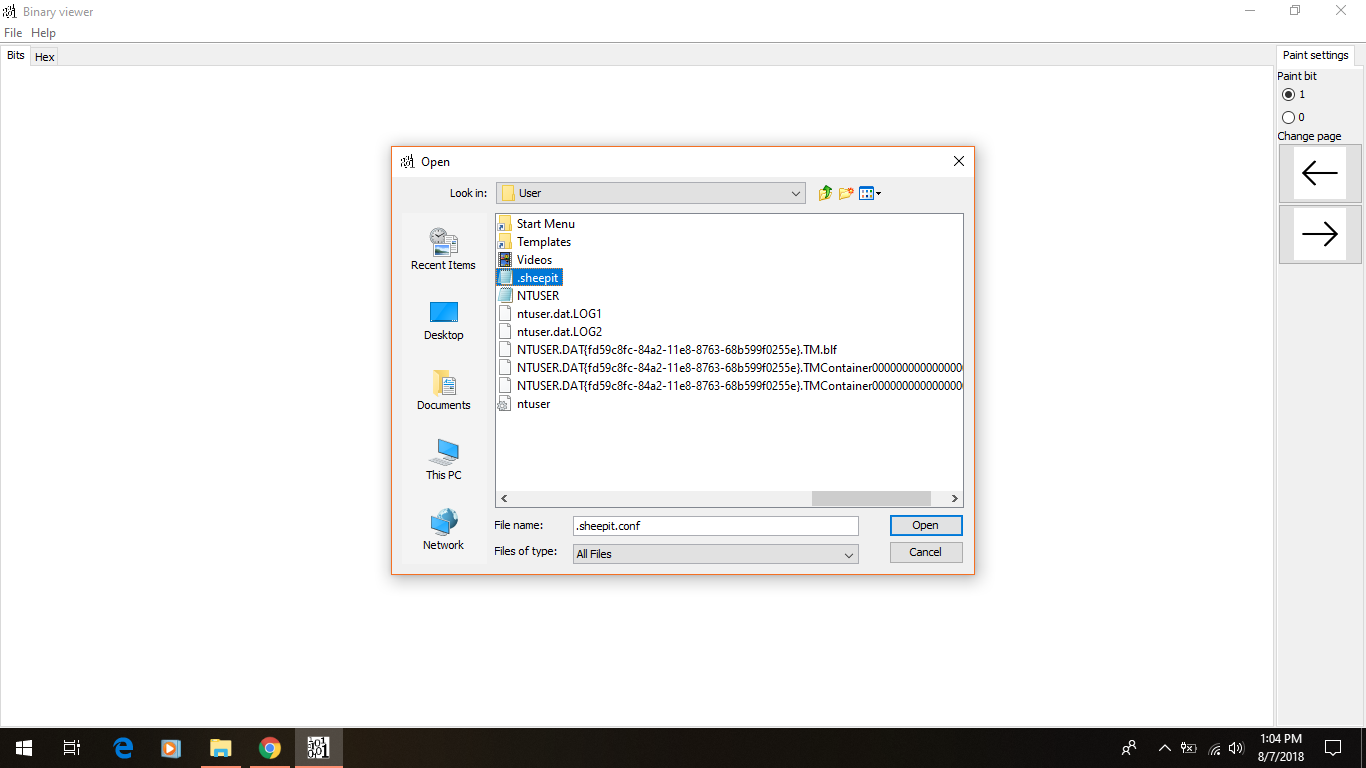 Binary viewer
File Help
Bits Hex
Paint settings
Paint bit
1
0
Change page
Open
Look in: User
Recent Items
Desktop
Documents
This PC
Network
Start Menu
Templates
Videos
.sheepit
NTUSER
ntuser.dat.LOG1
ntuser.dat.LOG2
NTUSER.DAT{fd59c8fc-84a2-11e8-8763-68b599f0255e}.TM.blf
NTUSER.DAT{fd59c8fc-84a2-11e8-8763-68b599f0255e}.TMContainer000000000000000
NTUSER.DAT{fd59c8fc-84a2-11e8-8763-68b599f0255e}.TMContainer000000000000000
ntuser
File name: .sheepit.conf Open
Files of type: All Files Cancel
1:04 PM
8/7/2018